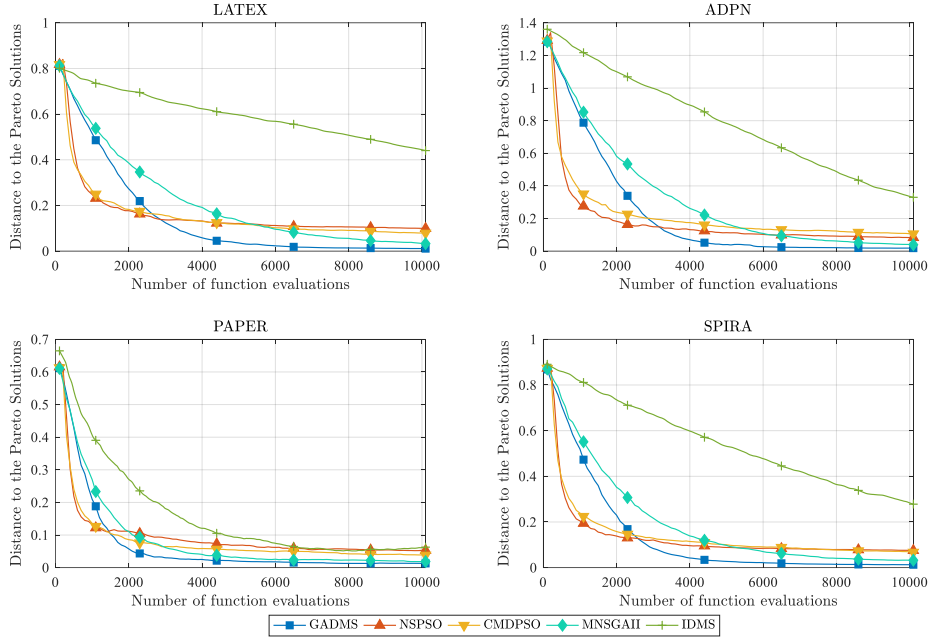 LATEX
Distance to the Pareto Solutions
1
0.8
0.6
0.4
0.2
0
0 2000 4000 6000 8000 10000
Number of function evaluations
ADPN
Distance to the Pareto Solutions
1.4
1.2
1
0.8
0.6
0.4
0.2
0
0 2000 4000 6000 8000 10000
Number of function evaluations
PAPER
Distance to the Pareto Solutions
0.7
0.6
0.5
0.4
0.3
0.2
0.1
0
0 2000 4000 6000 8000 10000
Number of function evaluations
SPIRA
Distance to the Pareto Solutions
1
0.8
0.6
0.4
0.2
0
0 2000 4000 6000 8000 10000
Number of function evaluations
GADMS NSPSO CMDPSO MNSGAII IDMS